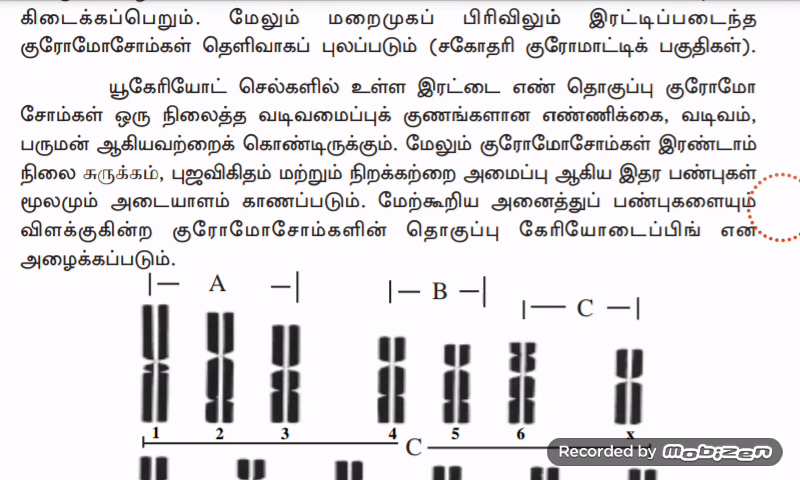 கிடைக்கப்பெறும். மேலும் மறைமுகப் பிரிவிலும் இரட்டிப்படைந்த
குரோமோசோம்கள் தெளிவாகப் புலப்படும் (சகோதரி குரோமாட்டிக் பகுதிகள்).
யூகேரியோட் செல்களில் உள்ள இரட்டை எண் தொகுப்பு குரோமோ
சோம்கள் ஒரு நிலைத்த வடிவமைப்புக் குணங்களான எண்ணிக்கை, வடிவம்,
பருமன் ஆகியவற்றைக் கொண்டிருக்கும். மேலும் குரோமோசோம்கள் இரண்டாம்
நிலை சுருக்கம், புஜவிகிதம் மற்றும் நிறக்கற்றை அமைப்பு ஆகிய இதர பண்புகள்
மூலமும் அடையாளம் காணப்படும். மேற்கூறிய அனைத்துப் பண்புகளையும்
விளக்குகின்ற குரோமோசோம்களின் தொகுப்பு கேரியோடைப்பிங் என
அழைக்கப்படும்.
A B C
1 2 3 4 5 6 x
C
Recorded by mobizen